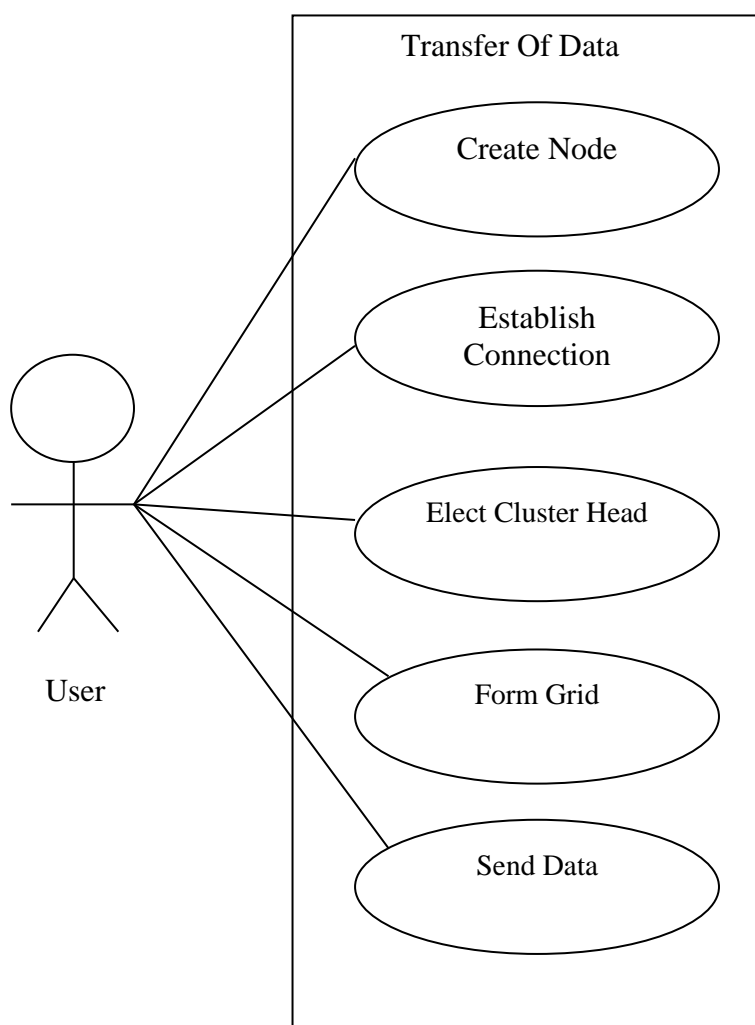 Transfer Of Data
Create Node
Establish
Connection
Elect Cluster Head
Form Grid
User
Send Data